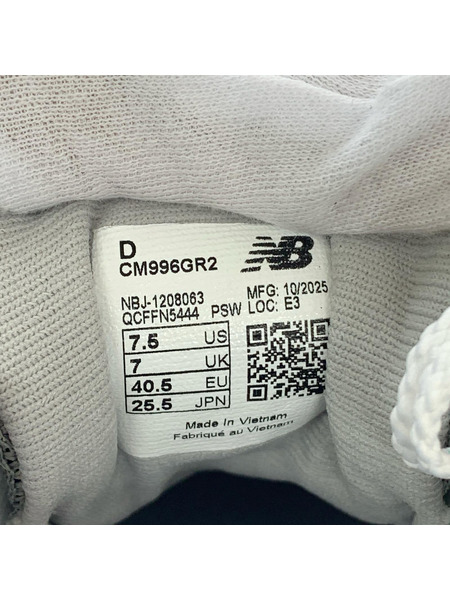 D
CM996GR2
NB
NBJ-1208063
MFG: 10/2025
QCFFN5444 PSW LOC: E3
7.5 US
7 UK
40.5 EU
25.5 JPN
Made In Vietnam
Fabriqué au Vietnam